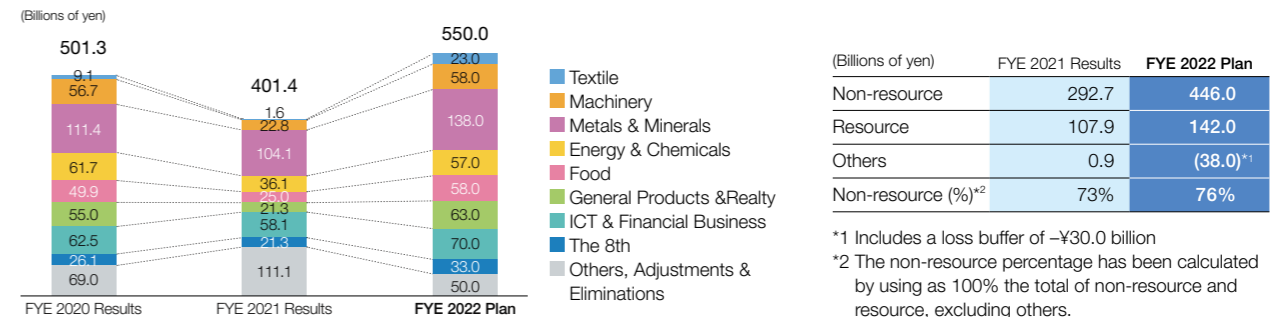 (Billions of yen)
501.3
9.1
56.7
111.4
61.7
49.9
55.0
62.5
26.1
69.0
FYE 2020 Results
401.4
1.6
22.8
104.1
36.1
25.0
21.3
58.1
21.3
111.1
FYE 2021 Results
550.0
23.0
58.0
138.0
57.0
58.0
63.0
70.0
33.0
50.0
FYE 2022 Plan
Textile
Machinery
Metals & Minerals
Energy & Chemicals
Food
General Products &Realty
ICT & Financial Business
The 8th
Others, Adjustments &
Eliminations
(Billions of yen) FYE 2021 Results FYE 2022 Plan
Non-resource 292.7 446.0
Resource 107.9 142.0
Others 0.9 (38.0)*1
Non-resource (%)*2 73% 76%
*1 Includes a loss buffer of –¥30.0 billion
*2 The non-resource percentage has been calculated
by using as 100% the total of non-resource and
resource, excluding others.